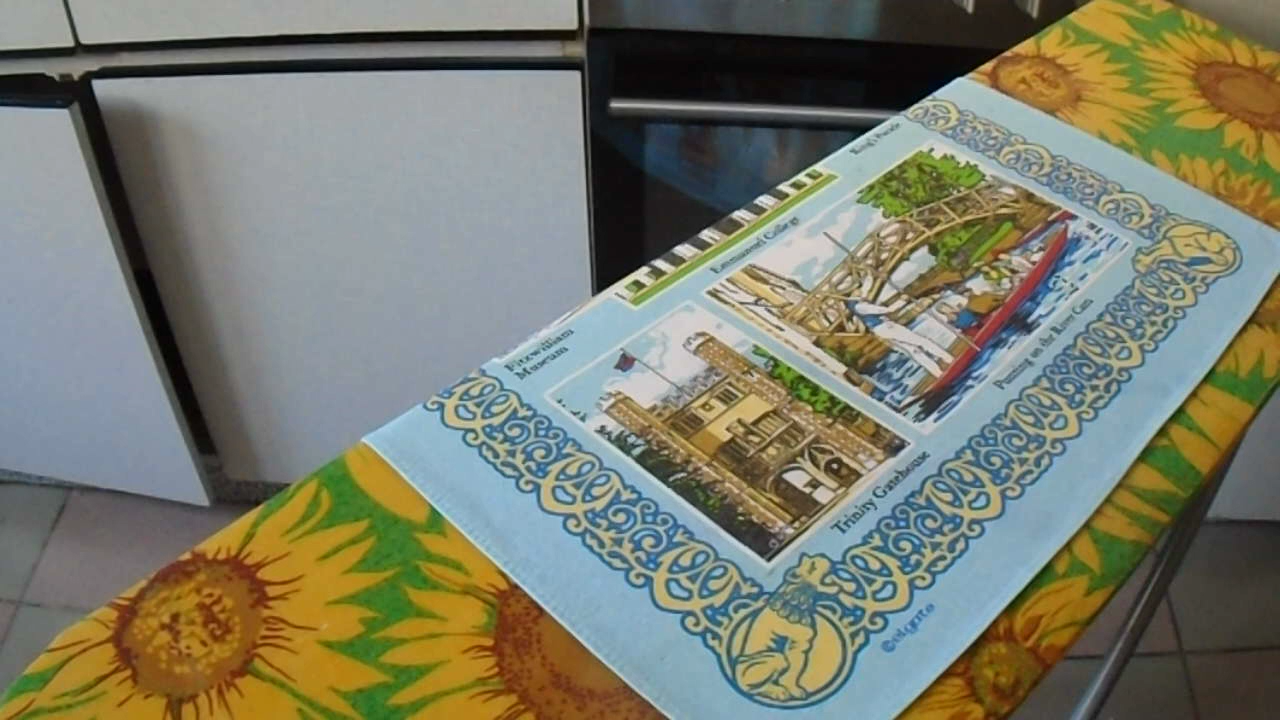 King's Parade
Emmanuel College
Fitzwilliam
Museum
Punting on the River Cam
Trinity Gatehouse